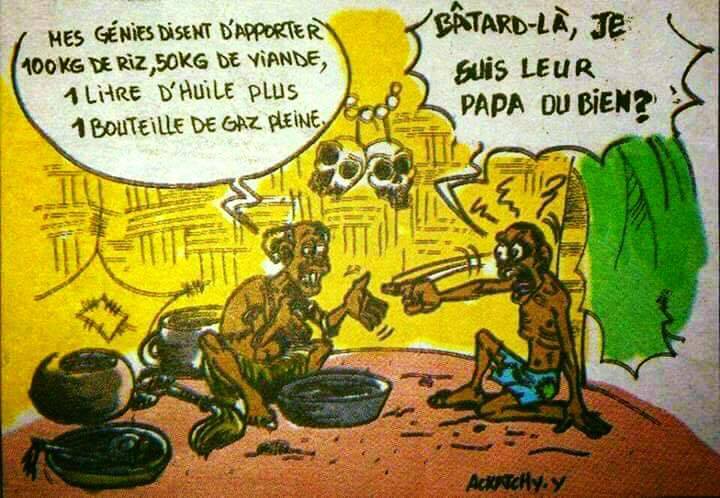 MES GÉNIES DISENT D'APPORTER
100KG DE RIZ, 50KG DE VIANDE,
1 LITRE D'HUILE PLUS
1 BOUTEILLE DE GAZ PLEINE.
BÂTARD-LÀ, JE
SUIS LEUR
PAPA OU BIEN?
ACKATCHY.Y